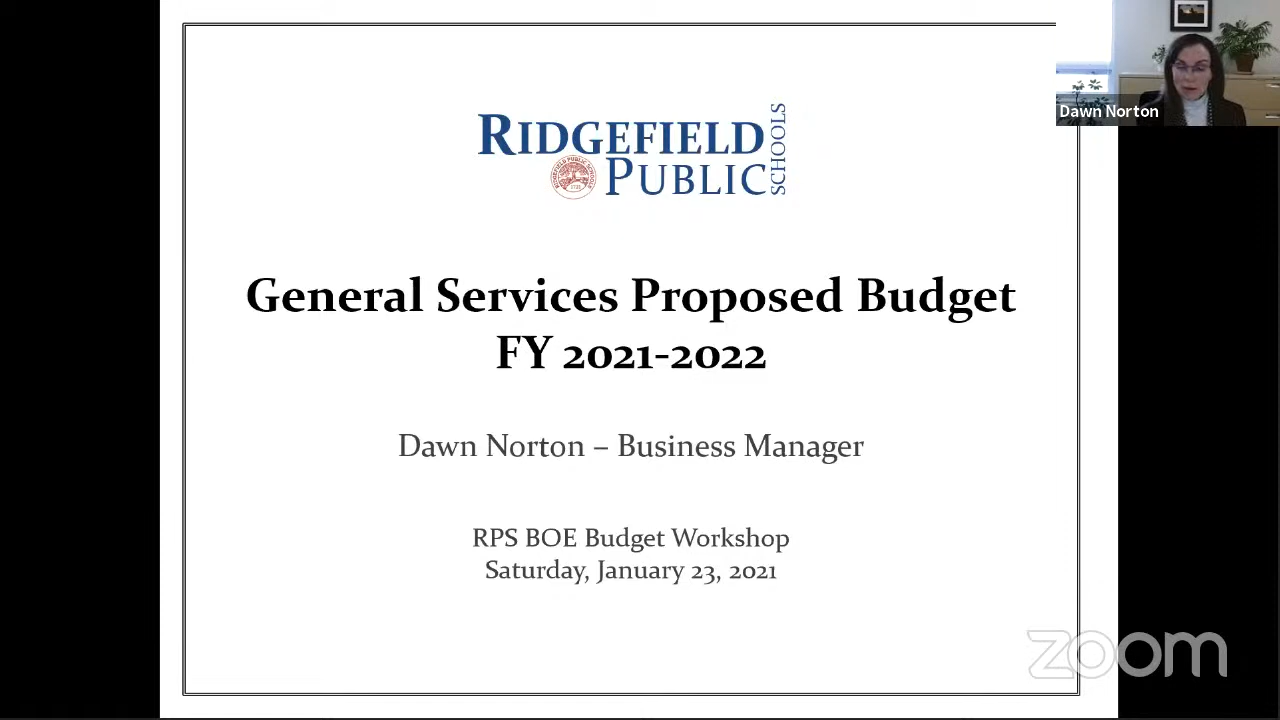 RIDGEFIELD
PUBLIC
SCHOOLS
Dawn Norton
General Services Proposed Budget
FY 2021-2022
Dawn Norton – Business Manager
RPS BOE Budget Workshop
Saturday, January 23, 2021
zoom